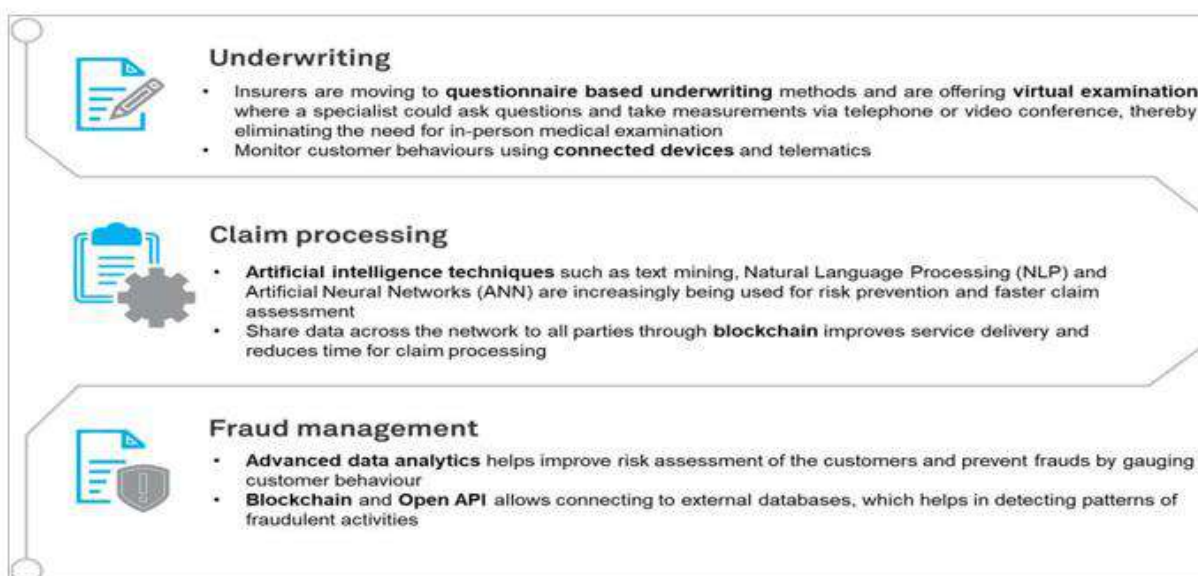 Underwriting
• Insurers are moving to questionnaire based underwriting methods and are offering virtual examination
where a specialist could ask questions and take measurements via telephone or video conference, thereby
eliminating the need for in-person medical examination
• Monitor customer behaviours using connected devices and telematics
Claim processing
• Artificial intelligence techniques such as text mining, Natural Language Processing (NLP) and
Artificial Neural Networks (ANN) are increasingly being used for risk prevention and faster claim
assessment
• Share data across the network to all parties through blockchain improves service delivery and
reduces time for claim processing
Fraud management
• Advanced data analytics helps improve risk assessment of the customers and prevent frauds by gauging
customer behaviour
• Blockchain and Open API allows connecting to external databases, which helps in detecting patterns of
fraudulent activities